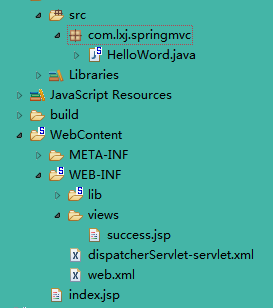 src
com.lxj.springmvc
HelloWord.java
Libraries
JavaScript Resources
build
WebContent
META-INF
WEB-INF
lib
views
success.jsp
dispatcherServlet-servlet.xml
web.xml
index.jsp